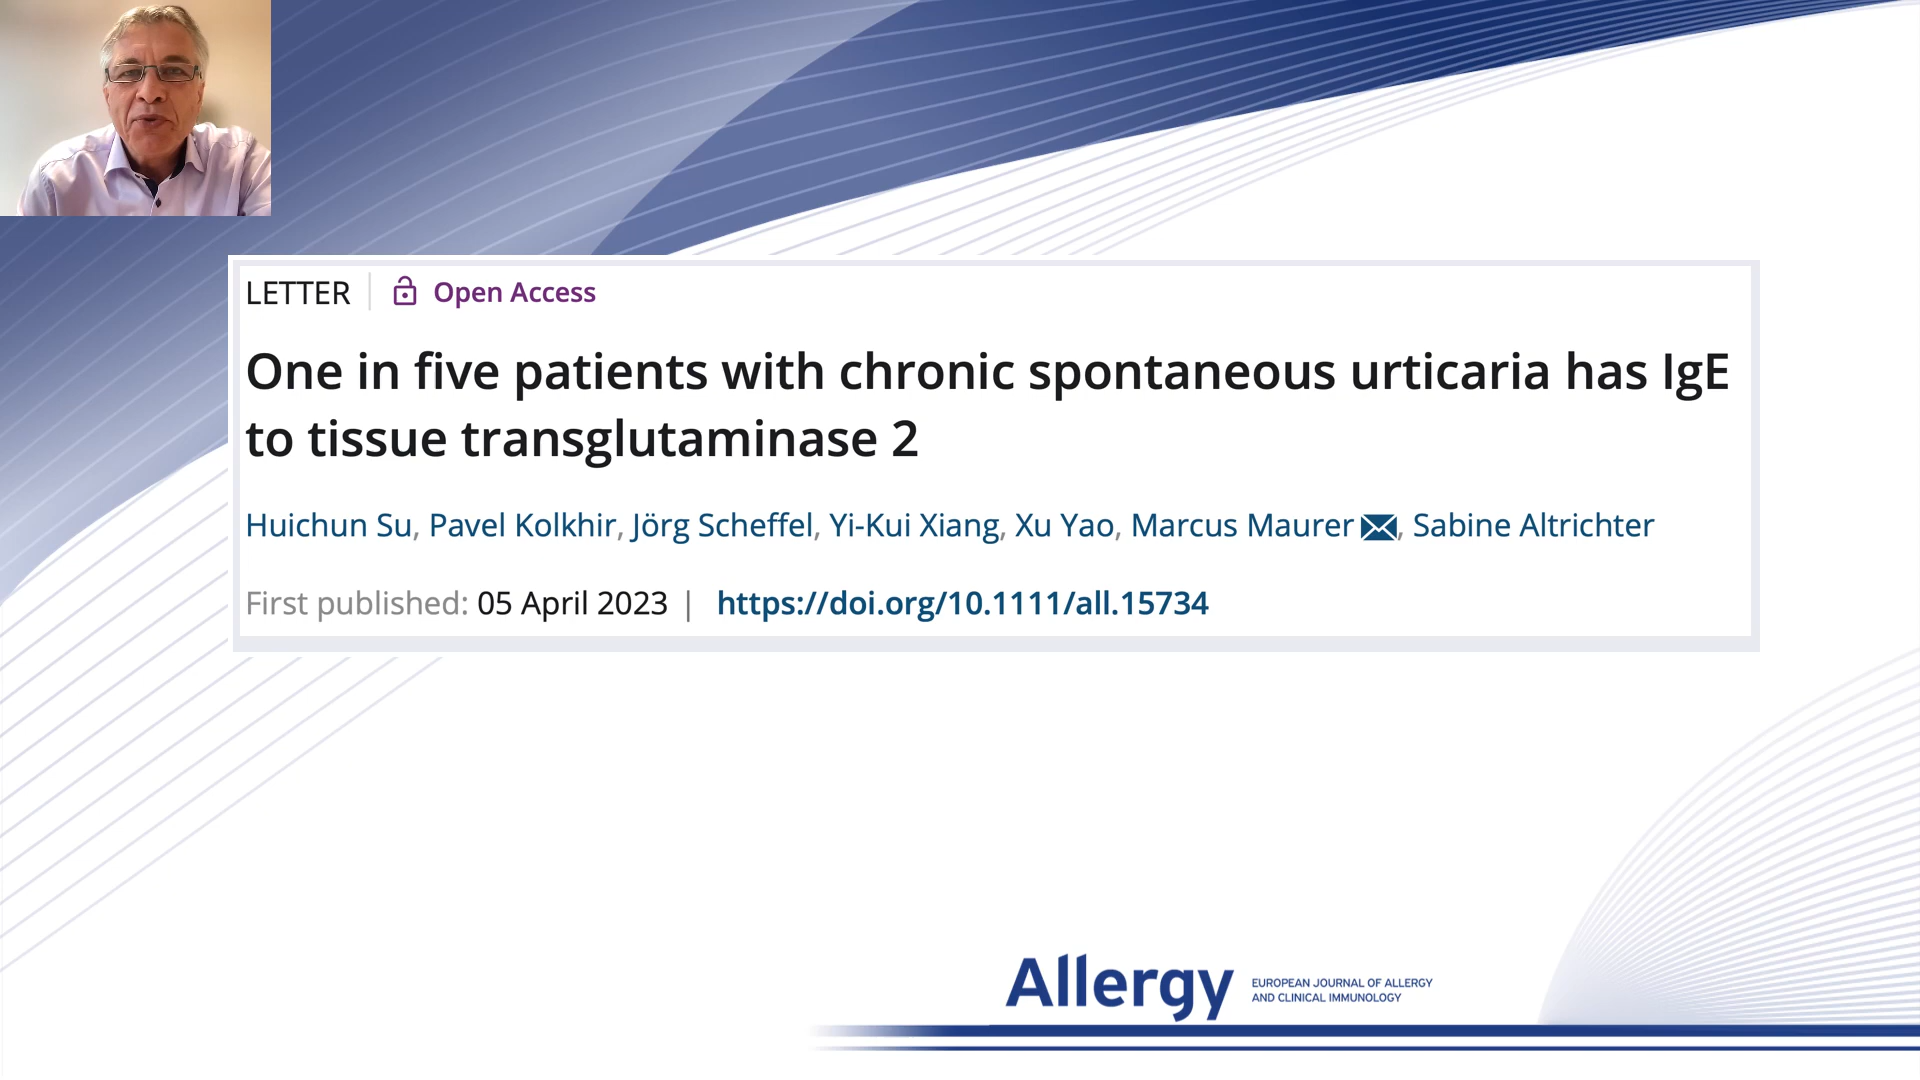 LETTER | Open Access
One in five patients with chronic spontaneous urticaria has IgE
to tissue transglutaminase 2
Huichun Su, Pavel Kolkhir, Jörg Scheffel, Yi-Kui Xiang, Xu Yao, Marcus Maurer, Sabine Altrichter
First published: 05 April 2023 | https://doi.org/10.1111/all.15734
Allergy
EUROPEAN JOURNAL OF ALLERGY
AND CLINICAL IMMUNOLOGY